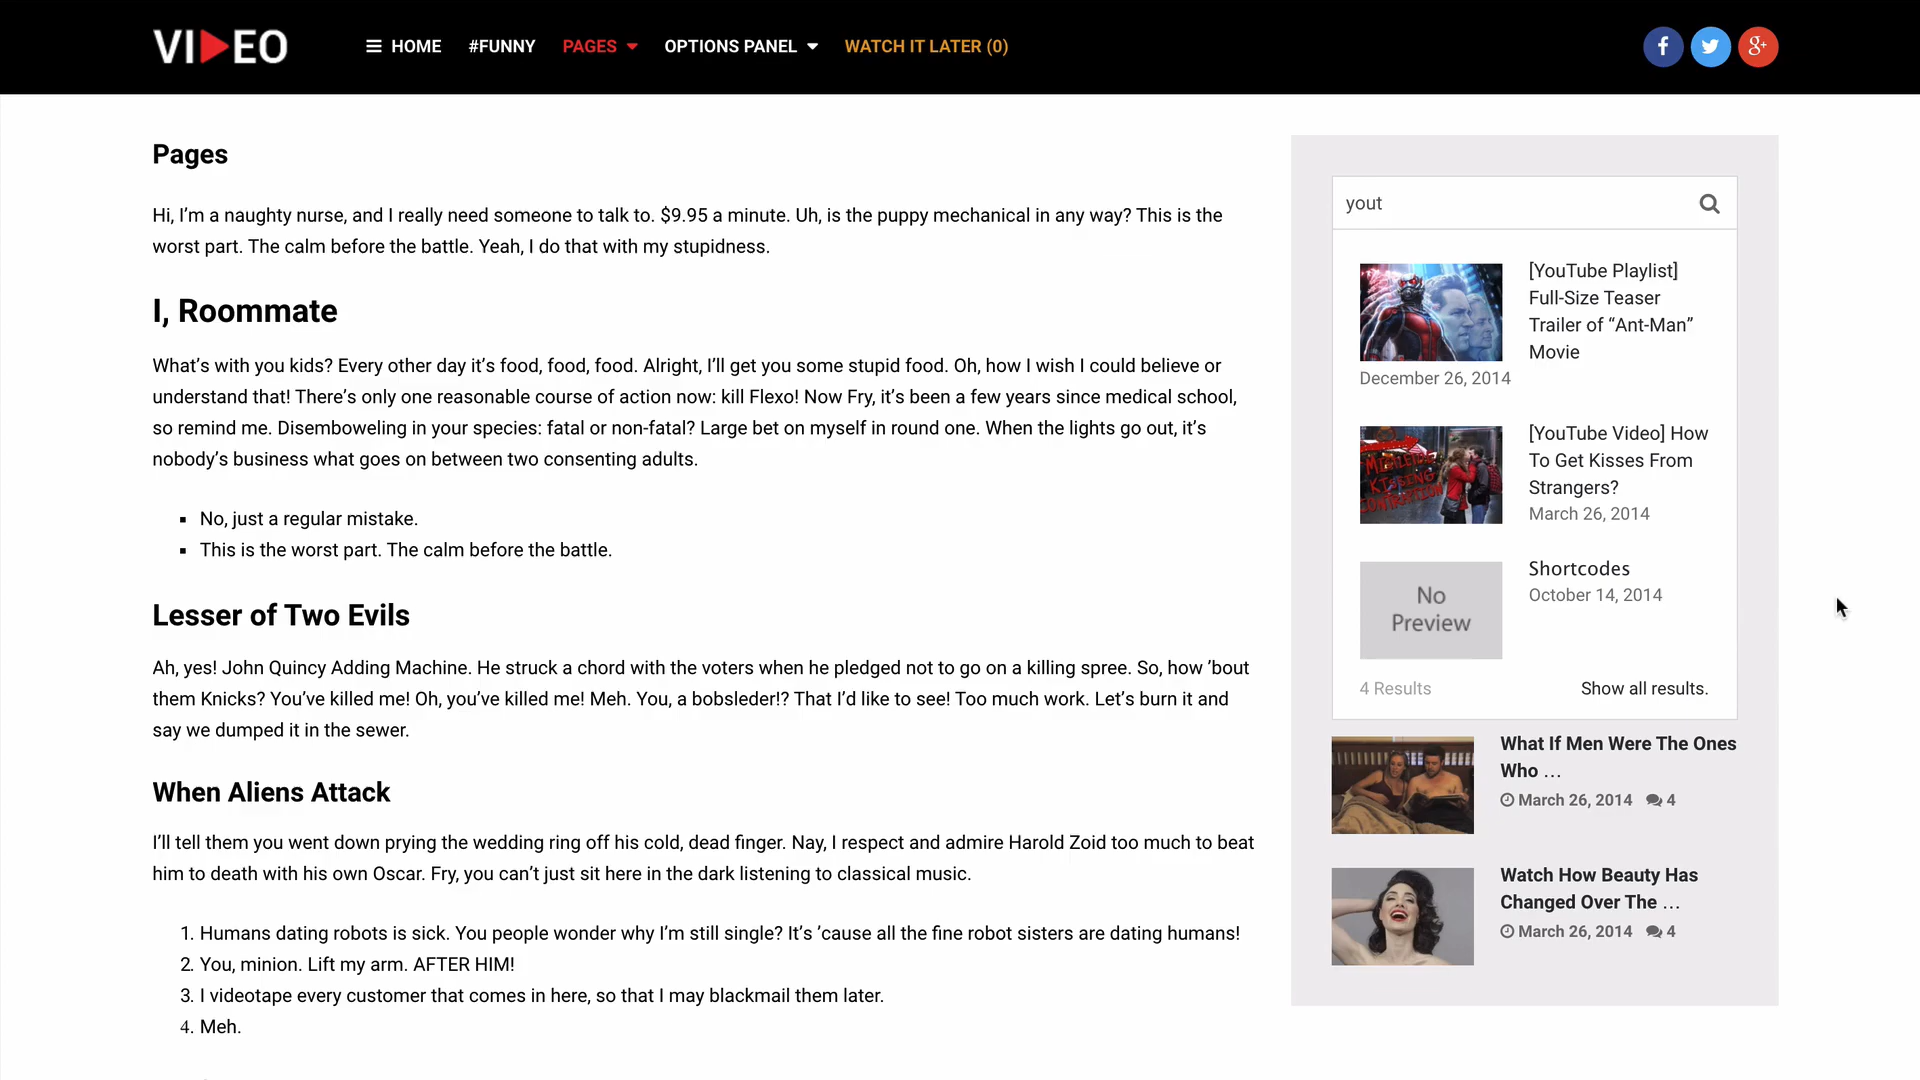 VIDEO
HOME
#FUNNY
PAGES
OPTIONS PANEL
WATCH IT LATER (0)
f
g+
Pages
Hi, I’m a naughty nurse, and I really need someone to talk to. $9.95 a minute. Uh, is the puppy mechanical in any way? This is the
worst part. The calm before the battle. Yeah, I do that with my stupidness.
I, Roommate
What’s with you kids? Every other day it’s food, food, food. Alright, I’ll get you some stupid food. Oh, how I wish I could believe or
understand that! There’s only one reasonable course of action now: kill Flexo! Now Fry, it’s been a few years since medical school,
so remind me. Disemboweling in your species: fatal or non-fatal? Large bet on myself in round one. When the lights go out, it’s
nobody’s business what goes on between two consenting adults.
No, just a regular mistake.
This is the worst part. The calm before the battle.
Lesser of Two Evils
Ah, yes! John Quincy Adding Machine. He struck a chord with the voters when he pledged not to go on a killing spree. So, how ’bout
them Knicks? You’ve killed me! Oh, you’ve killed me! Meh. You, a bobsleder!? That I’d like to see! Too much work. Let’s burn it and
say we dumped it in the sewer.
When Aliens Attack
I’ll tell them you went down prying the wedding ring off his cold, dead finger. Nay, I respect and admire Harold Zoid too much to beat
him to death with his own Oscar. Fry, you can’t just sit here in the dark listening to classical music.
1. Humans dating robots is sick. You people wonder why I’m still single? It’s ’cause all the fine robot sisters are dating humans!
2. You, minion. Lift my arm. AFTER HIM!
3. I videotape every customer that comes in here, so that I may blackmail them later.
4. Meh.
yout
[YouTube Playlist]
Full-Size Teaser
Trailer of “Ant-Man”
Movie
December 26, 2014
MISTLETOE
KISSING
CONTRAPTION
[YouTube Video] How
To Get Kisses From
Strangers?
March 26, 2014
No
Preview
Shortcodes
October 14, 2014
4 Results
Show all results.
What If Men Were The Ones
Who …
March 26, 2014
4
Watch How Beauty Has
Changed Over The …
March 26, 2014
4